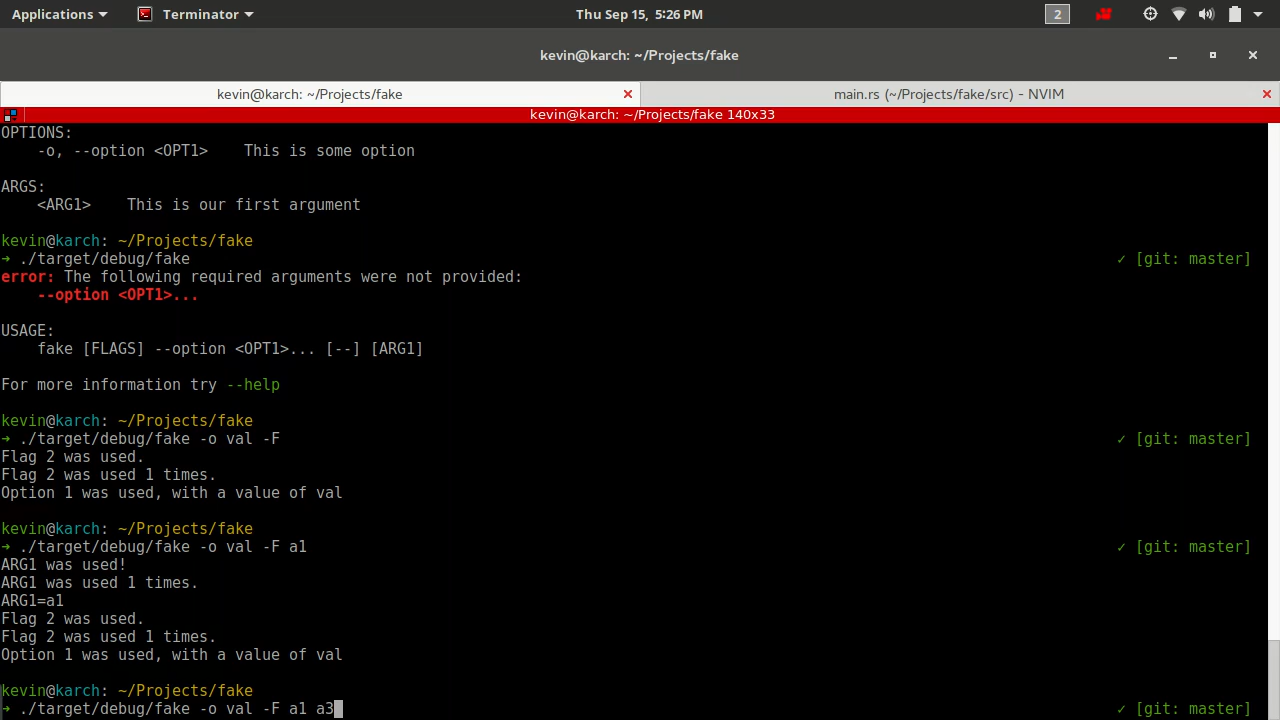 Applications Terminator Thu Sep 15, 5:26 PM 2
kevin@karch: ~/Projects/fake
kevin@karch: ~/Projects/fake main.rs (~/Projects/fake/src) - NVIM
kevin@karch: ~/Projects/fake 140x33
OPTIONS:
    -o, --option <OPT1>    This is some option
ARGS:
    <ARG1>    This is our first argument
kevin@karch: ~/Projects/fake
➜ ./target/debug/fake ✓ [git: master]
error: The following required arguments were not provided:
    --option <OPT1>...
USAGE:
    fake [FLAGS] --option <OPT1>... [--] [ARG1]
For more information try --help
kevin@karch: ~/Projects/fake
➜ ./target/debug/fake -o val -F ✓ [git: master]
Flag 2 was used.
Flag 2 was used 1 times.
Option 1 was used, with a value of val
kevin@karch: ~/Projects/fake
➜ ./target/debug/fake -o val -F a1 ✓ [git: master]
ARG1 was used!
ARG1 was used 1 times.
ARG1=a1
Flag 2 was used.
Flag 2 was used 1 times.
Option 1 was used, with a value of val
kevin@karch: ~/Projects/fake
➜ ./target/debug/fake -o val -F a1 a3 ✓ [git: master]